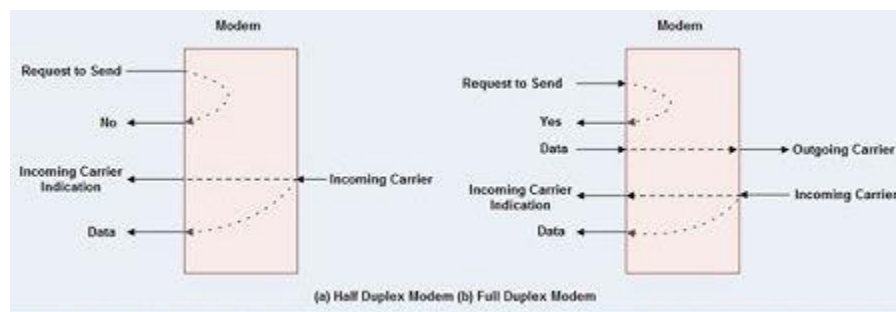 Modem
Request to Send
No
Incoming Carrier
Indication
Incoming Carrier
Data
Modem
Request to Send
Yes
Data
Outgoing Carrier
Incoming Carrier
Indication
Incoming Carrier
Data
(a) Half Duplex Modem (b) Full Duplex Modem